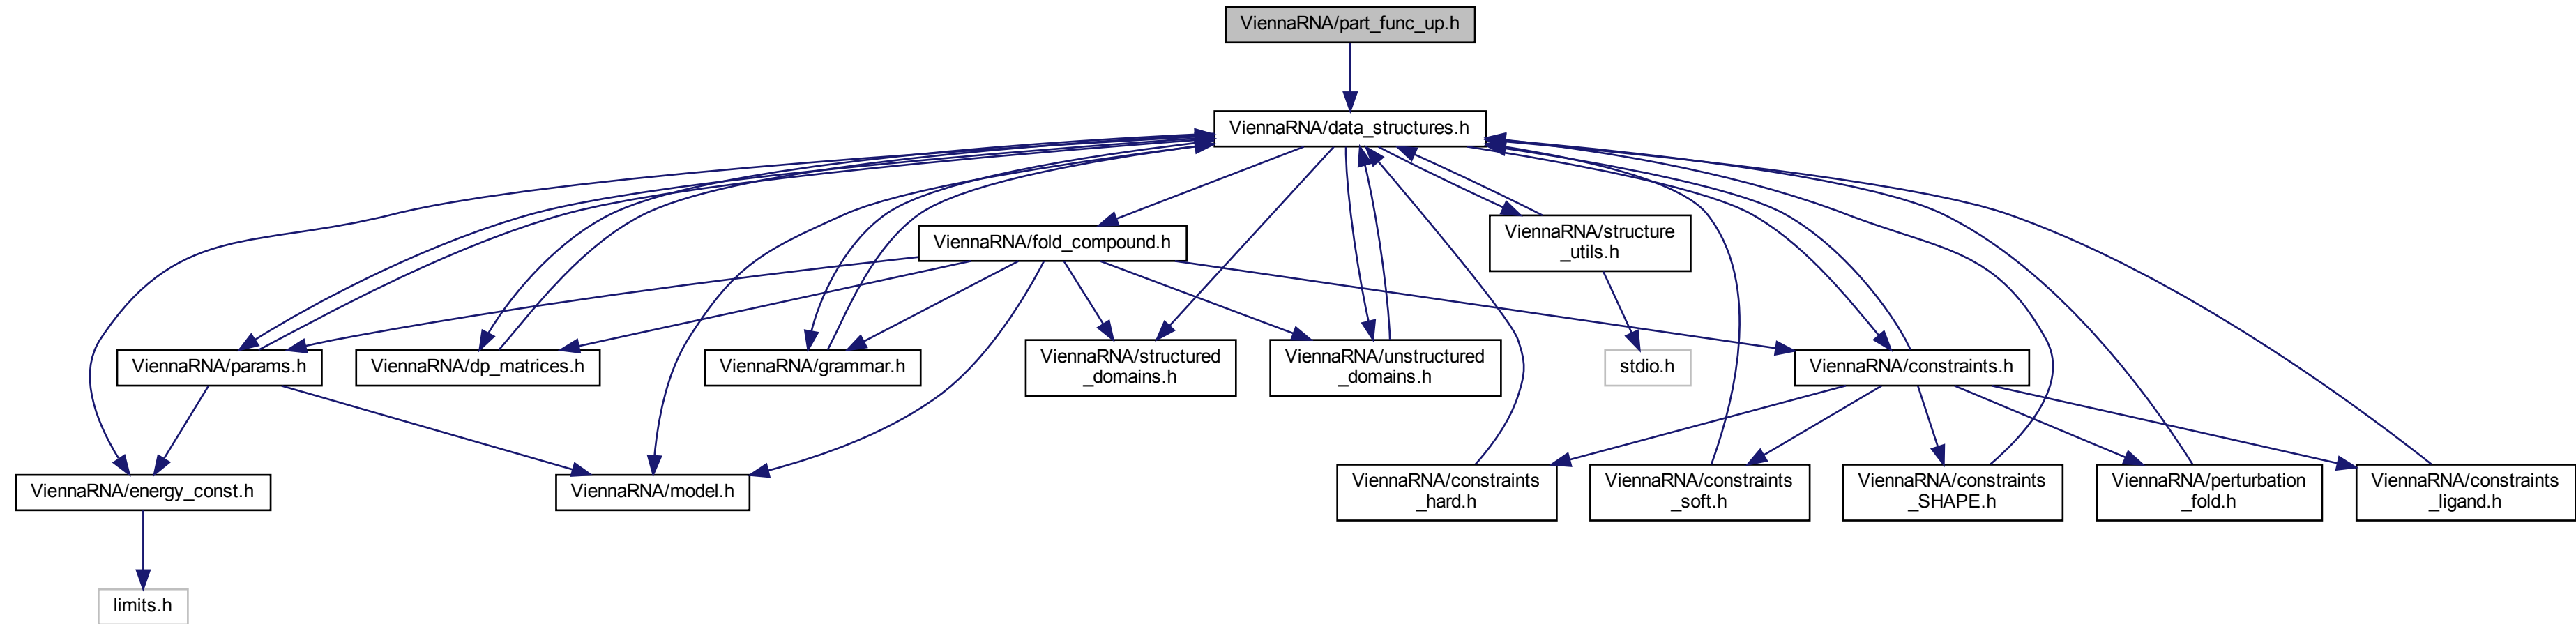 ViennaRNA/part_func_up.h
ViennaRNA/data_structures.h
ViennaRNA/fold_compound.h
ViennaRNA/structure
_utils.h
ViennaRNA/params.h
ViennaRNA/dp_matrices.h
ViennaRNA/grammar.h
ViennaRNA/structured
_domains.h
ViennaRNA/unstructured
_domains.h
stdio.h
ViennaRNA/constraints.h
ViennaRNA/energy_const.h
ViennaRNA/model.h
ViennaRNA/constraints
_hard.h
ViennaRNA/constraints
_soft.h
ViennaRNA/constraints
_SHAPE.h
ViennaRNA/perturbation
_fold.h
ViennaRNA/constraints
_ligand.h
limits.h